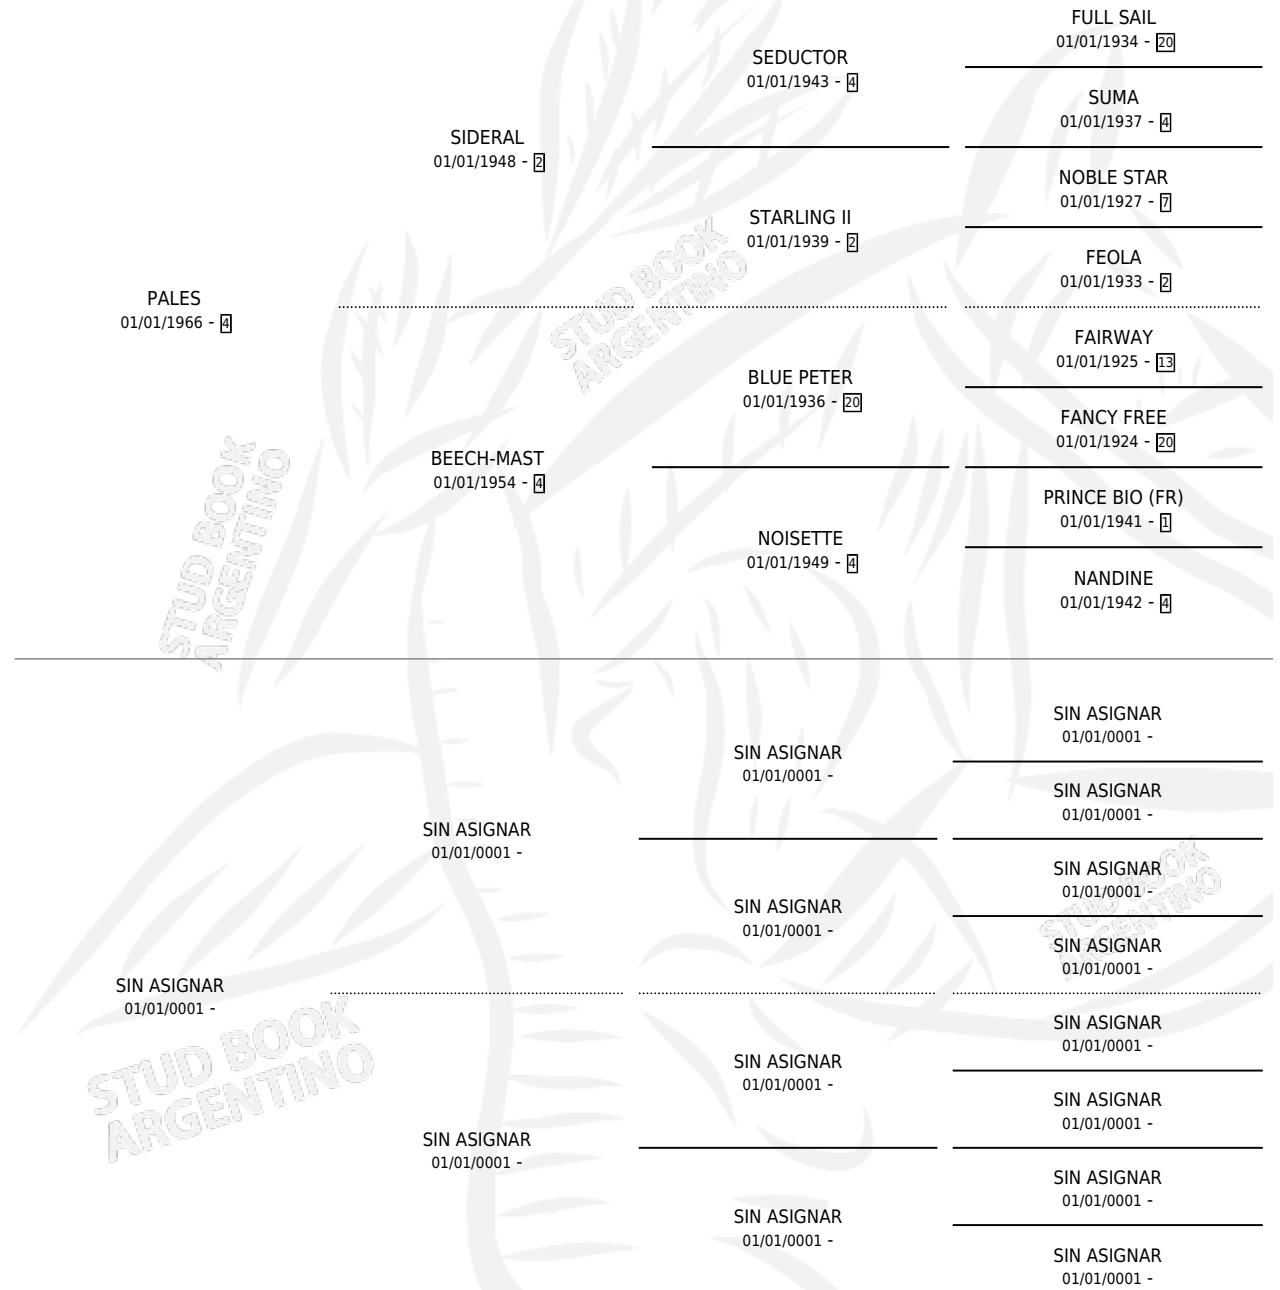 FULL SAIL
01/01/1934 - 20
SEDUCTOR
01/01/1943 - 4
SUMA
01/01/1937 - 4
SIDERAL
01/01/1948 - 2
NOBLE STAR
01/01/1927 - 7
STARLING II
01/01/1939 - 2
FEOLA
01/01/1933 - 2
PALES
01/01/1966 - 4
FAIRWAY
01/01/1925 - 13
BLUE PETER
01/01/1936 - 20
FANCY FREE
01/01/1924 - 20
BEECH-MAST
01/01/1954 - 4
PRINCE BIO (FR)
01/01/1941 - 1
NOISETTE
01/01/1949 - 4
NANDINE
01/01/1942 - 4
SIN ASIGNAR
01/01/0001 -
SIN ASIGNAR
01/01/0001 -
SIN ASIGNAR
01/01/0001 -
SIN ASIGNAR
01/01/0001 -
SIN ASIGNAR
01/01/0001 -
SIN ASIGNAR
01/01/0001 -
SIN ASIGNAR
01/01/0001 -
SIN ASIGNAR
01/01/0001 -
SIN ASIGNAR
01/01/0001 -
SIN ASIGNAR
01/01/0001 -
SIN ASIGNAR
01/01/0001 -
SIN ASIGNAR
01/01/0001 -
SIN ASIGNAR
01/01/0001 -
SIN ASIGNAR
01/01/0001 -
SIN ASIGNAR
01/01/0001 -
STUD BOOK
ARGENTINO
STUD BOOK
ARGENTINO
STUD BOOK
ARGENTINO
STUD BOOK
ARGENTINO